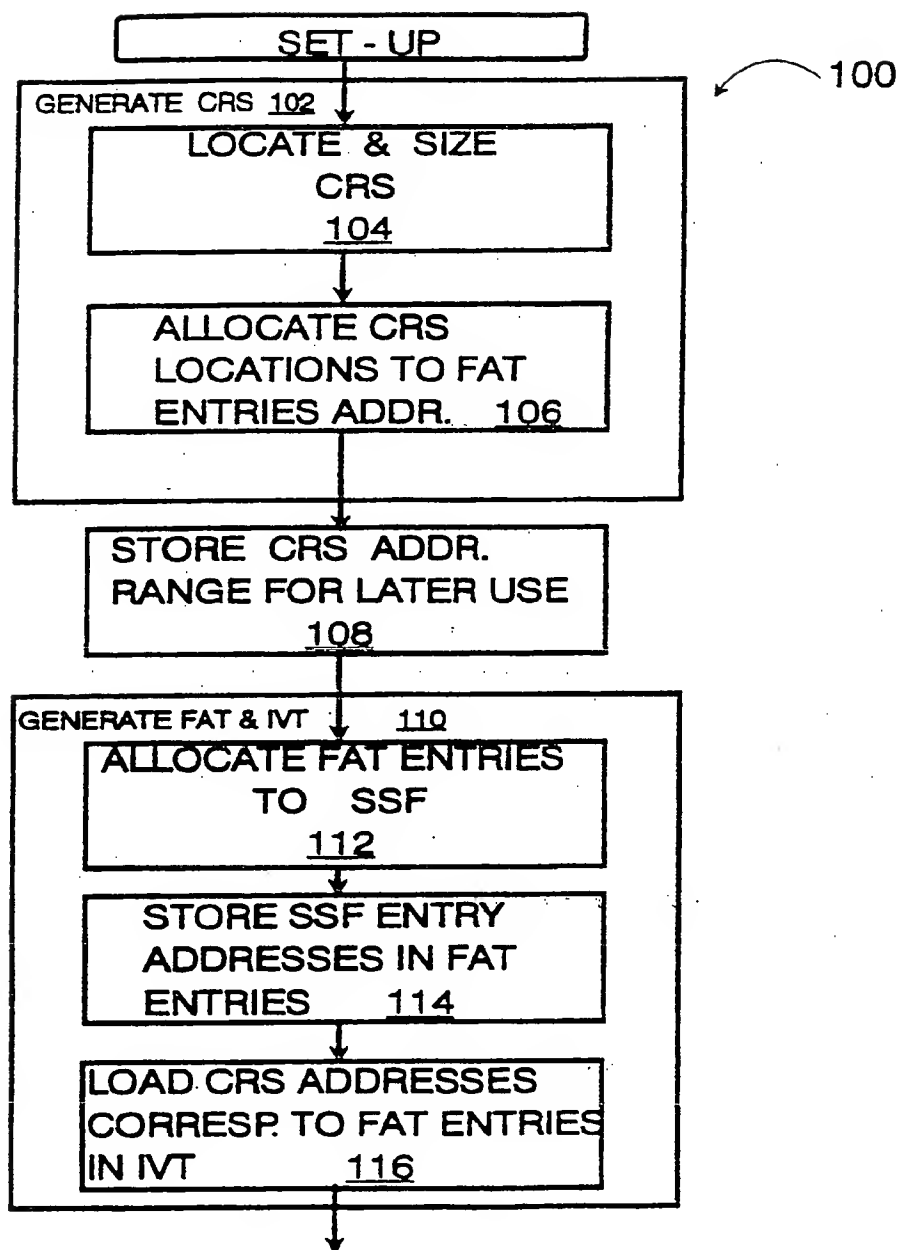 SET - UP
100
GENERATE CRS 102
LOCATE & SIZE
CRS
104
ALLOCATE CRS
LOCATIONS TO FAT
ENTRIES ADDR. 106
STORE CRS ADDR.
RANGE FOR LATER USE
108
GENERATE FAT & IVT 110
ALLOCATE FAT ENTRIES
TO SSF
112
STORE SSF ENTRY
ADDRESSES IN FAT
ENTRIES 114
LOAD CRS ADDRESSES
CORRESP. TO FAT ENTRIES
IN IVT 116